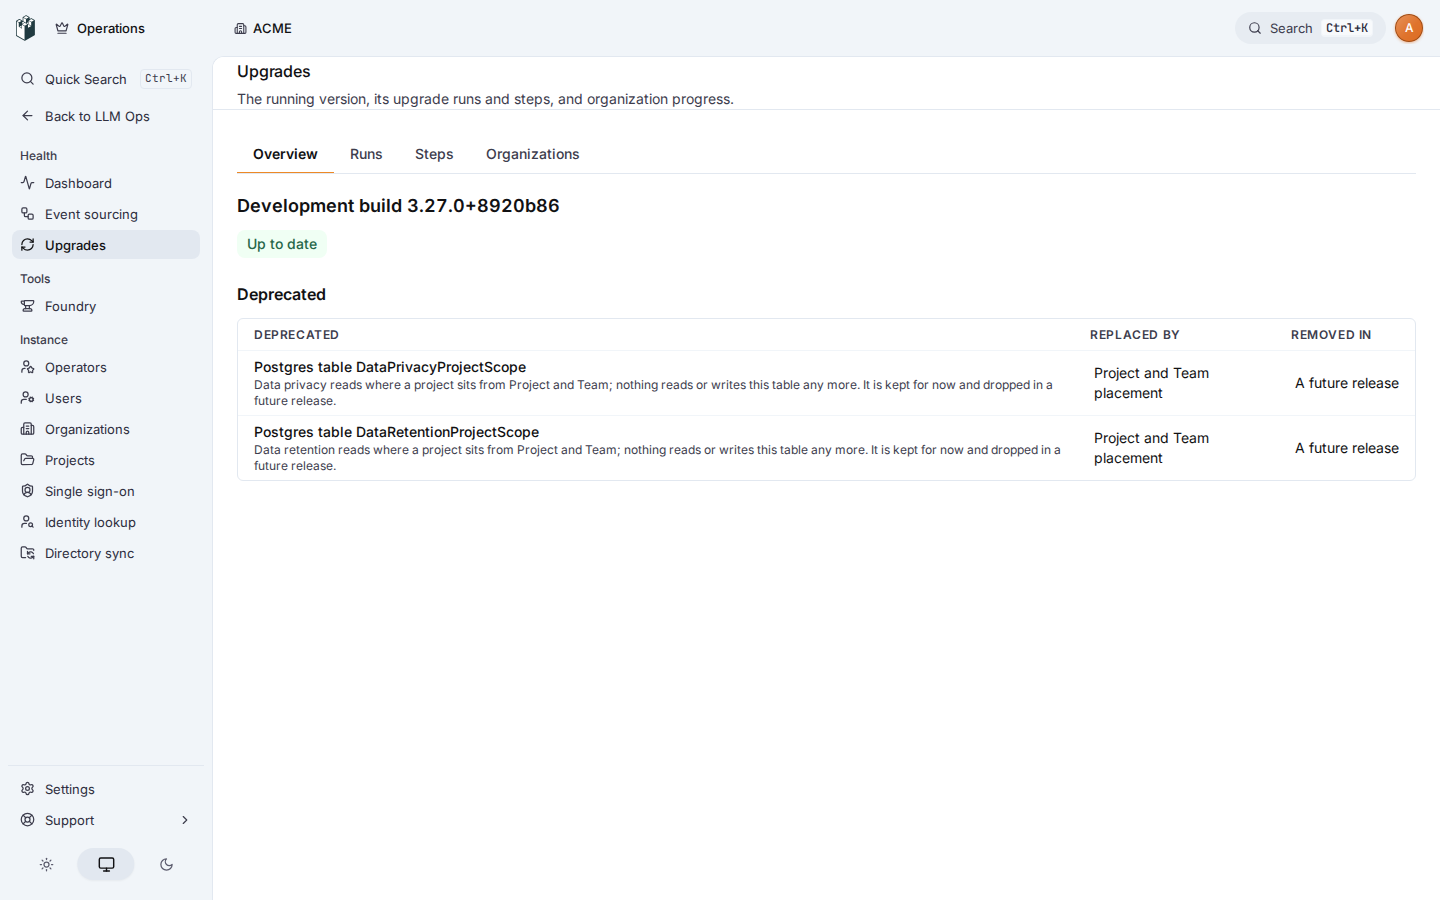 Operations
ACME
Search Ctrl+K
A
Quick Search Ctrl+K
Back to LLM Ops
Health
Dashboard
Event sourcing
Upgrades
Tools
Foundry
Instance
Operators
Users
Organizations
Projects
Single sign-on
Identity lookup
Directory sync
Settings
Support
Upgrades
The running version, its upgrade runs and steps, and organization progress.
Overview Runs Steps Organizations
Development build 3.27.0+8920b86
Up to date
Deprecated
DEPRECATED REPLACED BY REMOVED IN
Postgres table DataPrivacyProjectScope
Data privacy reads where a project sits from Project and Team; nothing reads or writes this table any more. It is kept for now and dropped in a
future release.
Project and Team
placement
A future release
Postgres table DataRetentionProjectScope
Data retention reads where a project sits from Project and Team; nothing reads or writes this table any more. It is kept for now and dropped in a
future release.
Project and Team
placement
A future release